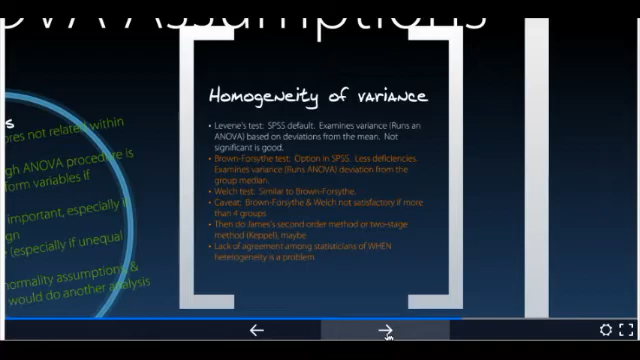 OVA Assumptions
Homogeneity of variance
• Levene's test: SPSS default. Examines variance (Runs an
ANOVA) based on deviations from the mean. Not
significant is good.
• Brown-Forsythe test: Option in SPSS. Less deficiencies.
Examines variance (Runs ANOVA) deviation from the
group median.
• Welch test: Similar to Brown-Forsythe.
• Caveat: Brown-Forsythe & Welch not satisfactory if more
than 4 groups
• Then do James's second order method or two-stage
method (Keppel), maybe
• Lack of agreement among statisticians of WHEN
heterogeneity is a problem
s
ores not related within
gh ANOVA procedure is
form variables if
important, especially i
gn
e (especially if unequal
normality assumptions &
would do another analysis